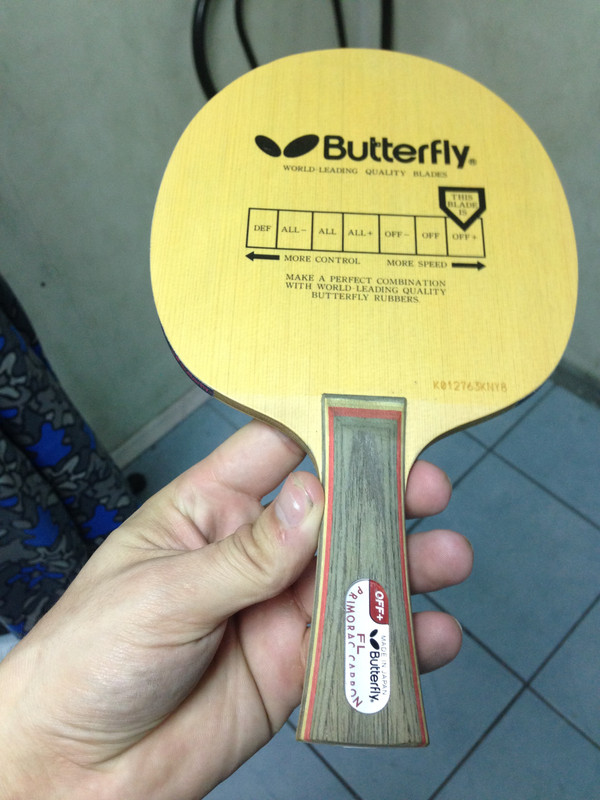 Butterfly®
WORLD-LEADING QUALITY BLADES
THIS
BLADE
IS
DEF ALL− ALL ALL+ OFF− OFF OFF+
MORE CONTROL MORE SPEED
MAKE A PERFECT COMBINATION
WITH WORLD-LEADING QUALITY
BUTTERFLY RUBBERS.
K012763KNYA
OFF+
MADE IN JAPAN
Butterfly
FL
PRIMORAC CARBON